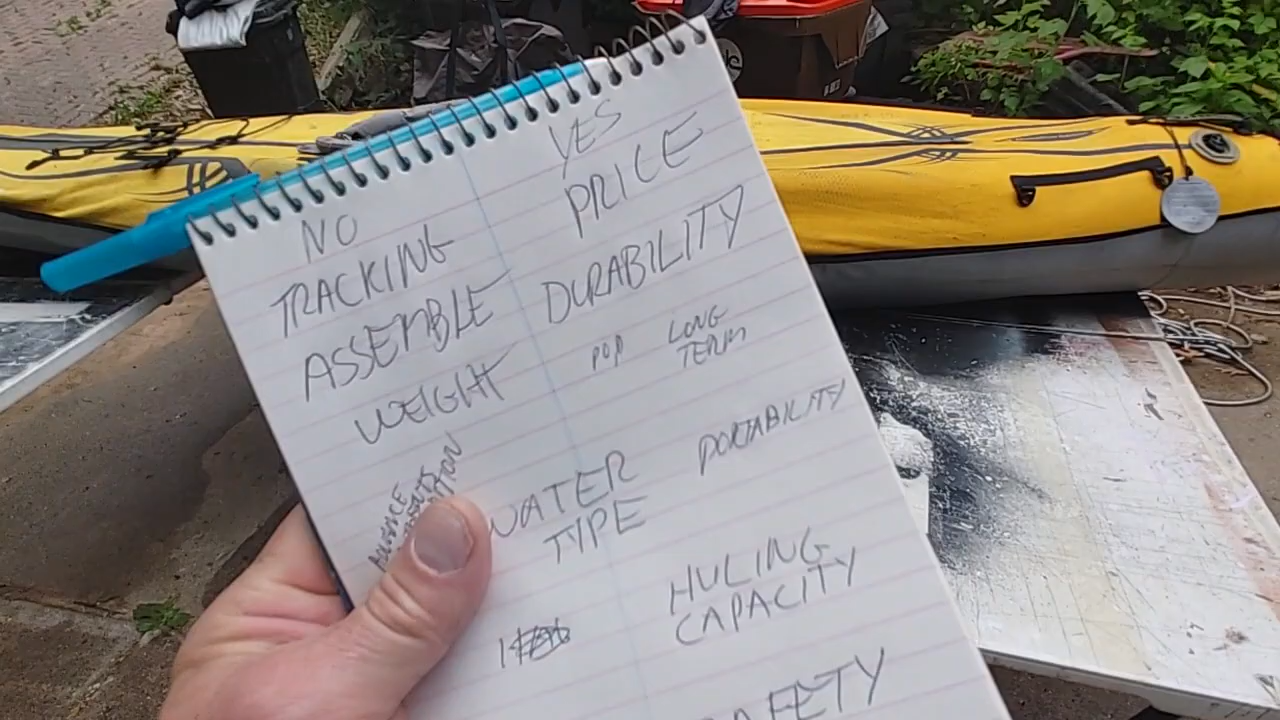 NO
TRACKING
ASSEMBLE
WEIGHT
YES
PRICE
DURABILITY
POP
LONG
TERM
PORTABILITY
WATER
TYPE
HULING
CAPACITY